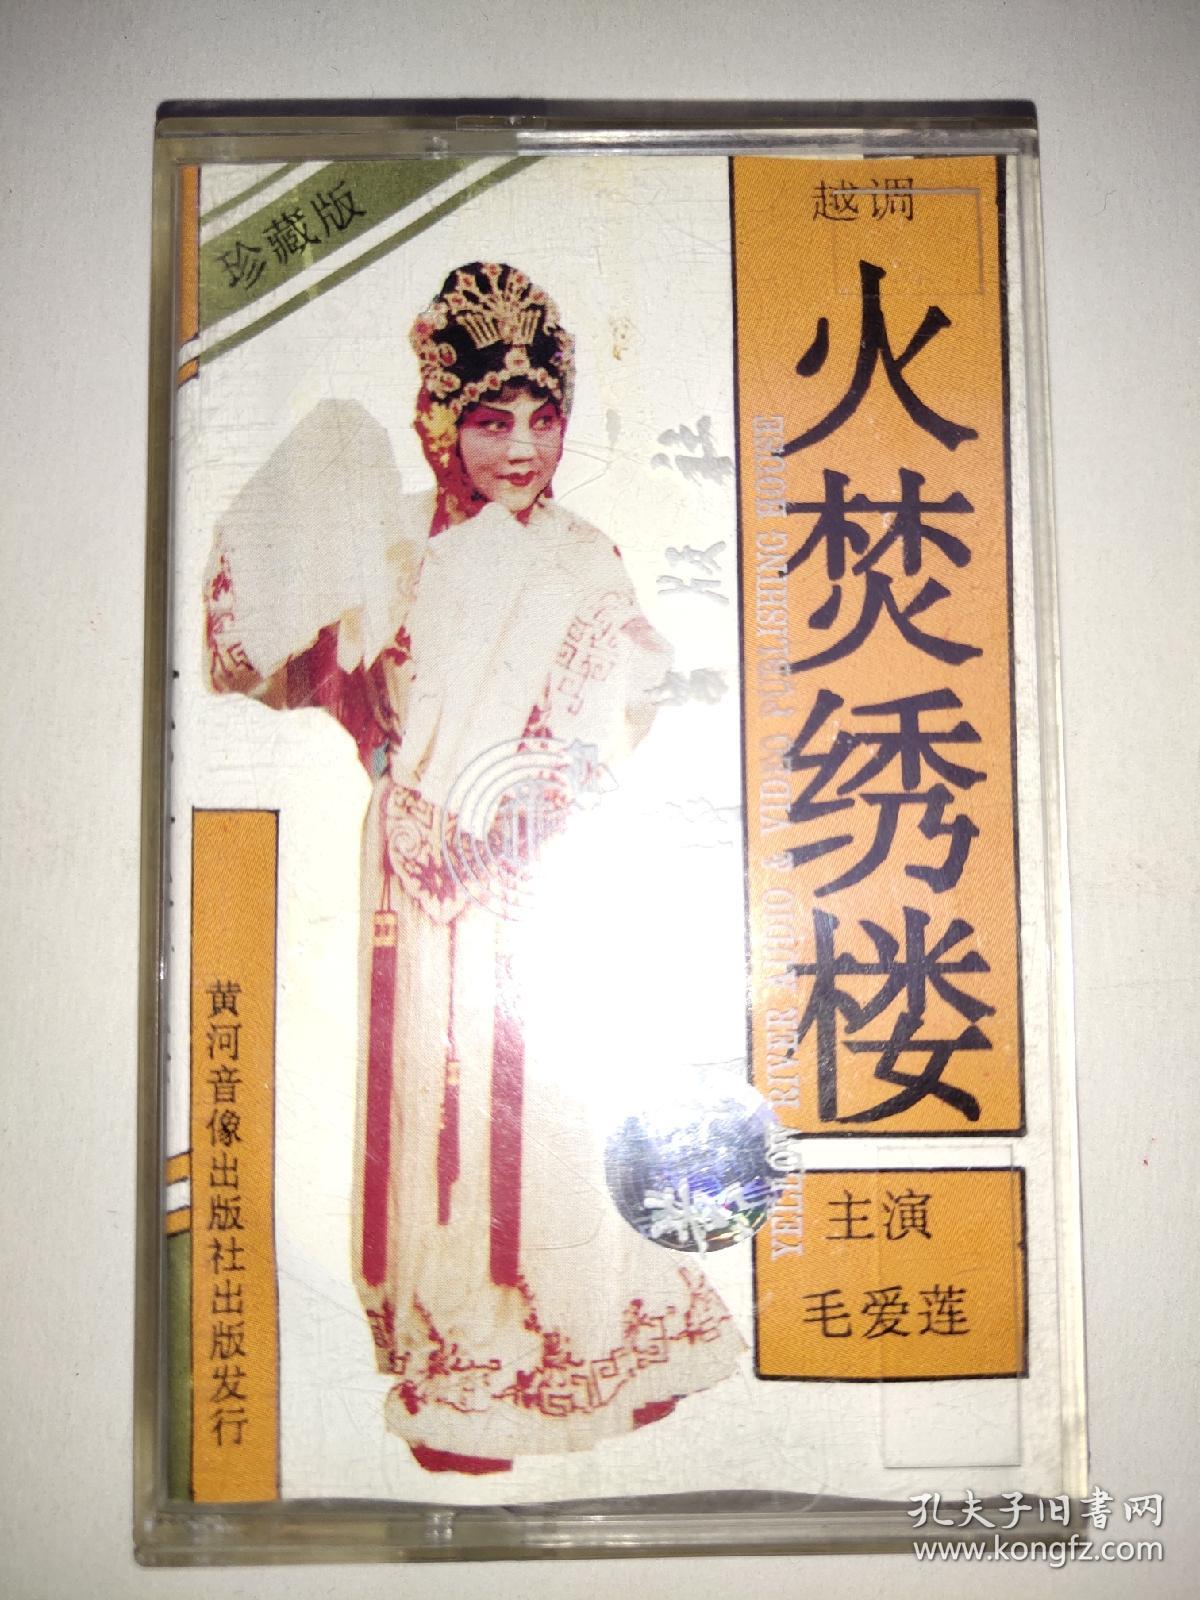 珍藏版
越调
火焚绣楼
主演
毛爱莲
黄河音像出版社出版发行
YELLOW RIVER AUDIO & VIDEO PUBLISHING HOUSE
孔夫子旧书网
www.kongfz.com